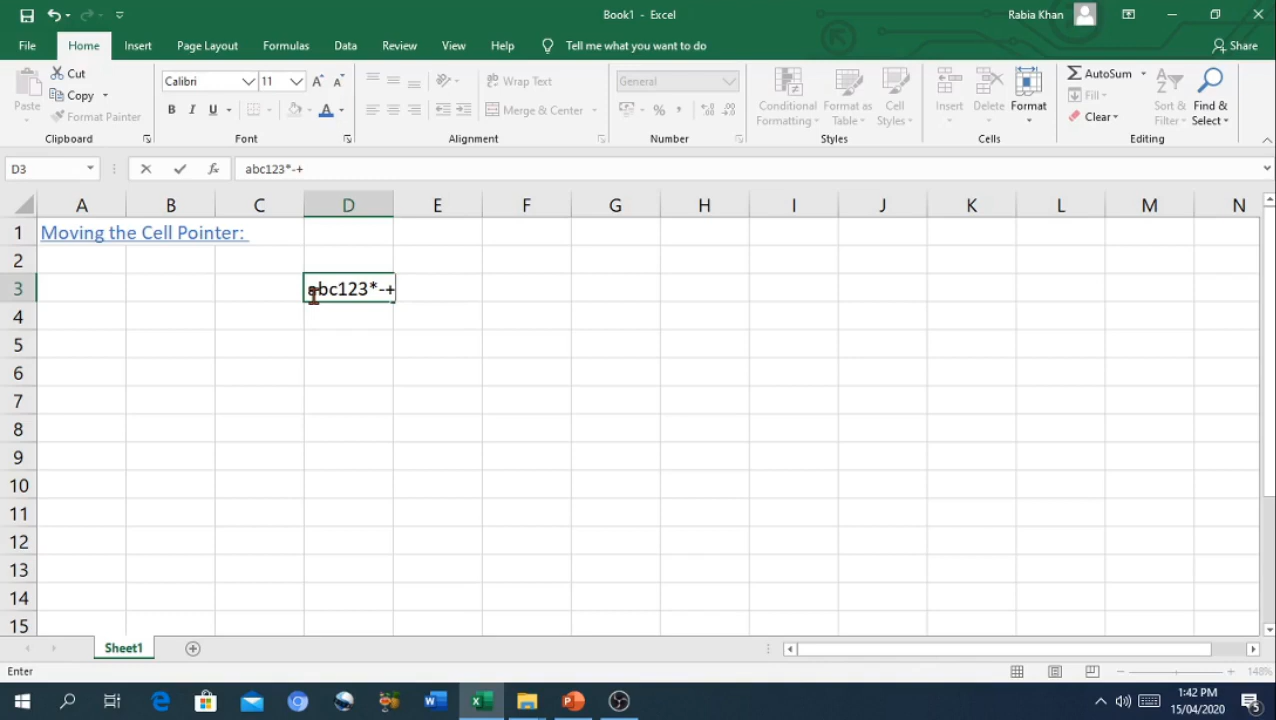 Book1 - Excel
Rabia Khan
File Home Insert Page Layout Formulas Data Review View Help Tell me what you want to do Share
Paste Cut Copy Format Painter
Calibri 11
B I U A
Wrap Text
Merge & Center
General
% ,
Conditional Formatting Format as Table Cell Styles
Insert Delete Format
AutoSum Fill Clear
Sort & Filter Find & Select
Clipboard Font Alignment Number Styles Cells Editing
D3 fx abc123*-+
A B C D E F G H I J K L M N
1 Moving the Cell Pointer:
2
3 abc123*-+
4
5
6
7
8
9
10
11
12
13
14
15
Sheet1
Enter 148%
1:42 PM
15/04/2020
5